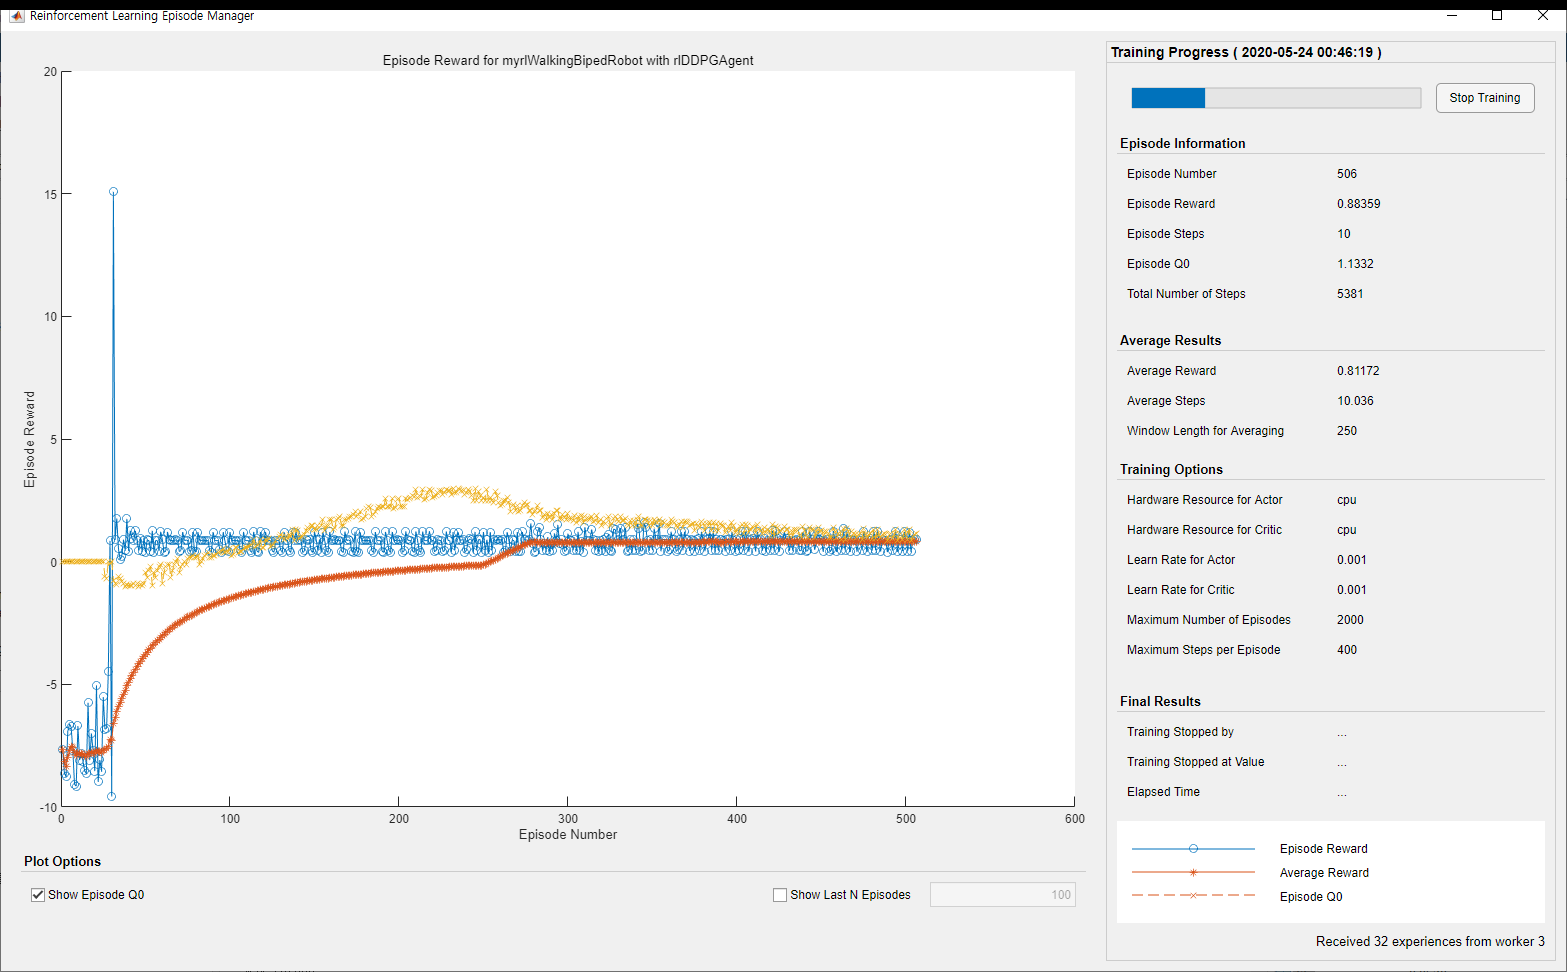 Reinforcement Learning Episode Manager
Episode Reward for myrlWalkingBipedRobot with rlDDPGAgent
20
15
10
5
0
-5
-10
Episode Reward
0 100 200 300 400 500 600
Episode Number
Plot Options
Show Episode Q0
Show Last N Episodes 100
Training Progress ( 2020-05-24 00:46:19 )
Stop Training
Episode Information
Episode Number 506
Episode Reward 0.88359
Episode Steps 10
Episode Q0 1.1332
Total Number of Steps 5381
Average Results
Average Reward 0.81172
Average Steps 10.036
Window Length for Averaging 250
Training Options
Hardware Resource for Actor cpu
Hardware Resource for Critic cpu
Learn Rate for Actor 0.001
Learn Rate for Critic 0.001
Maximum Number of Episodes 2000
Maximum Steps per Episode 400
Final Results
Training Stopped by ...
Training Stopped at Value ...
Elapsed Time ...
Episode Reward
Average Reward
Episode Q0
Received 32 experiences from worker 3